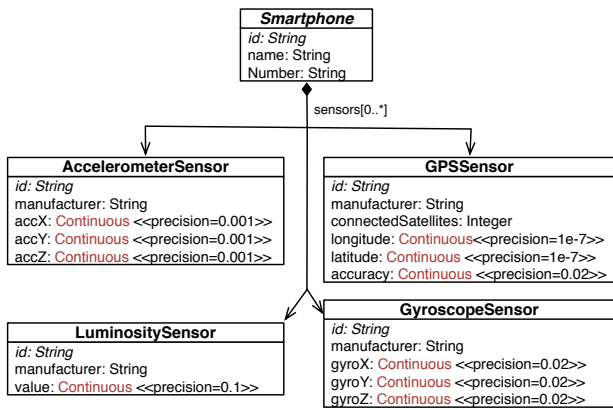 Smartphone
id: String
name: String
Number: String
sensors[0..*]
AccelerometerSensor
id: String
manufacturer: String
accX: Continuous <<precision=0.001>>
accY: Continuous <<precision=0.001>>
accZ: Continuous <<precision=0.001>>
GPSSensor
id: String
manufacturer: String
connectedSatellites: Integer
longitude: Continuous<<precision=1e-7>>
latitude: Continuous <<precision=1e-7>>
accuracy: Continuous <<precision=0.02>>
LuminositySensor
id: String
manufacturer: String
value: Continuous <<precision=0.1>>
GyroscopeSensor
id: String
manufacturer: String
gyroX: Continuous <<precision=0.02>>
gyroY: Continuous <<precision=0.02>>
gyroZ: Continuous <<precision=0.02>>